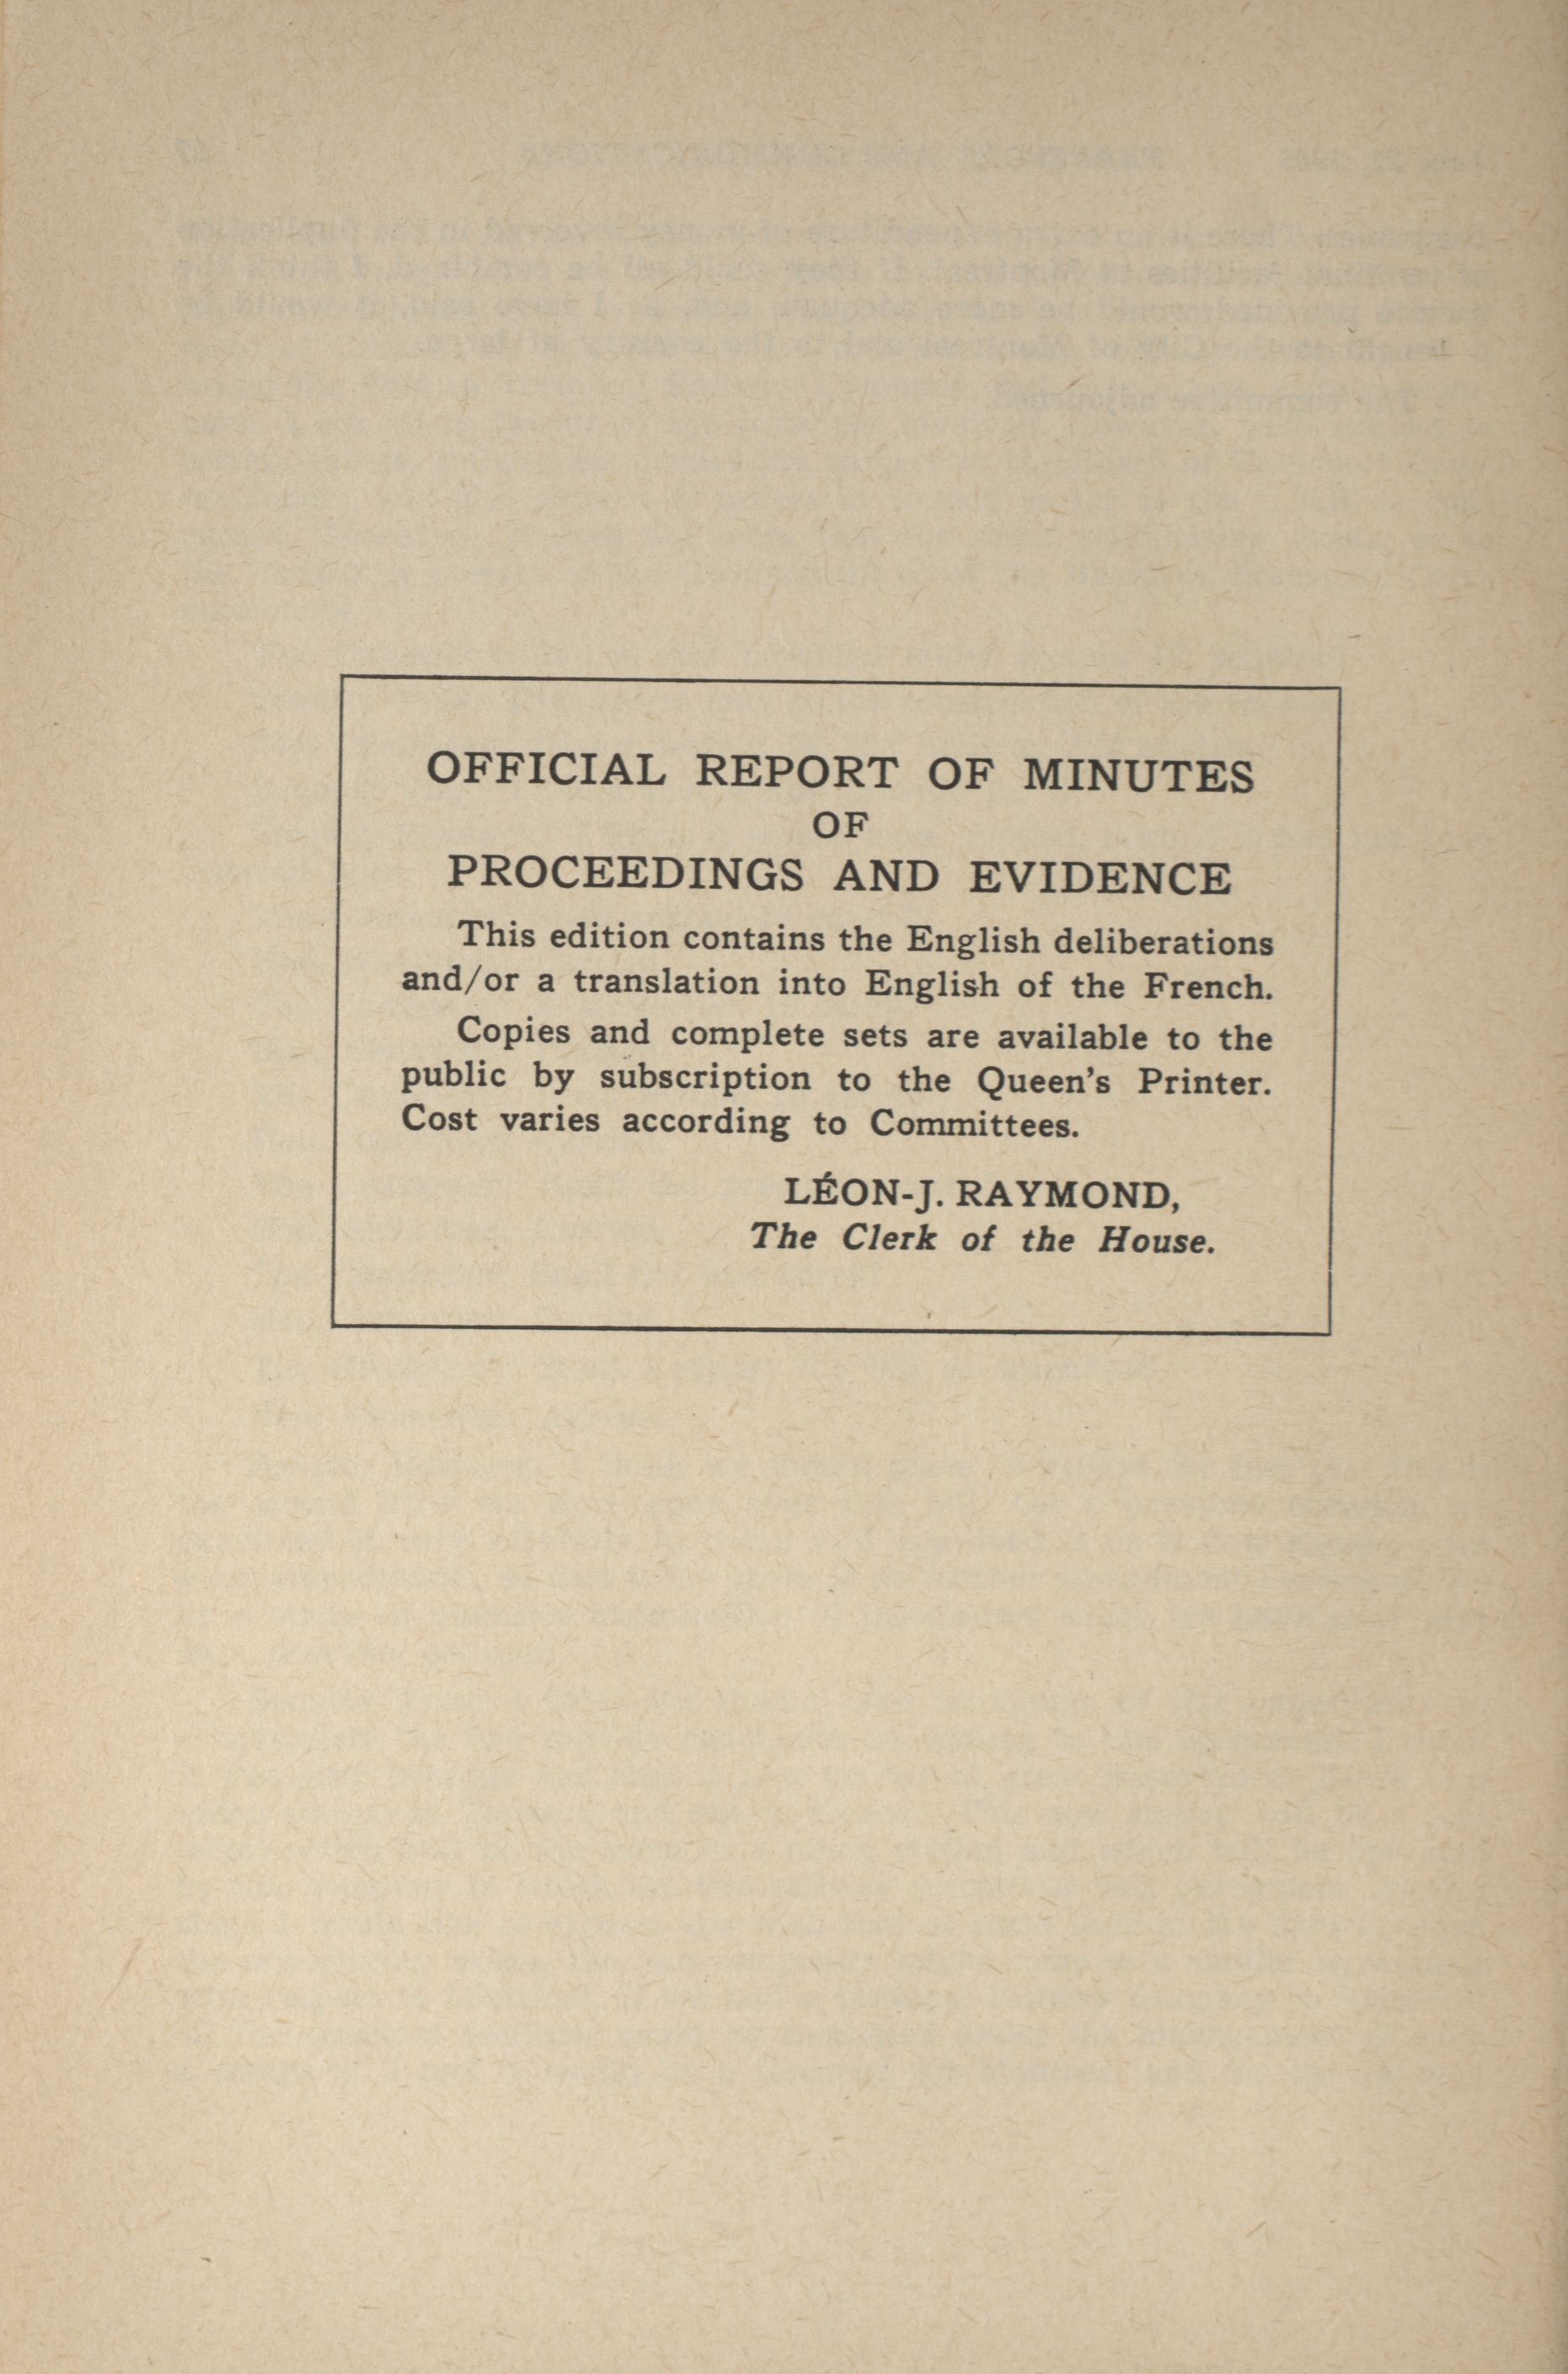 OFFICIAL REPORT OF MINUTES
OF
PROCEEDINGS AND EVIDENCE
This edition contains the English deliberations
and/or a translation into English of the French.
Copies and complete sets are available to the
public by subscription to the Queen's Printer.
Cost varies according to Committees.
LÉON-J. RAYMOND,
The Clerk of the House.